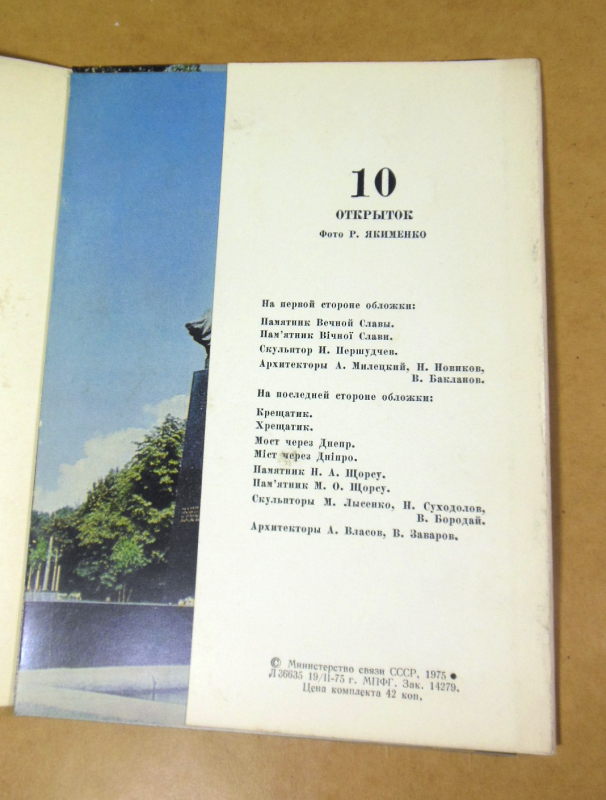 10
ОТКРЫТОК
Фото Р. ЯКИМЕНКО
На первой стороне обложки:
Памятник Вечной Славы.
Пам'ятник Вічної Слави.
Скульптор И. Першудчев.
Архитекторы А. Милецкий, Н. Новиков,
В. Бакланов.
На последней стороне обложки:
Крещатик.
Хрещатик.
Мост через Днепр.
Міст через Дніпро.
Памятник Н. А. Щорсу.
Пам'ятник М. О. Щорсу.
Скульпторы М. Лысенко, Н. Суходолов,
В. Бородай.
Архитекторы А. Власов, В. Заваров.
© Министерство связи СССР, 1975 ●
Л 36635 19/II-75 г. МПФГ. Зак. 14279.
Цена комплекта 42 коп.